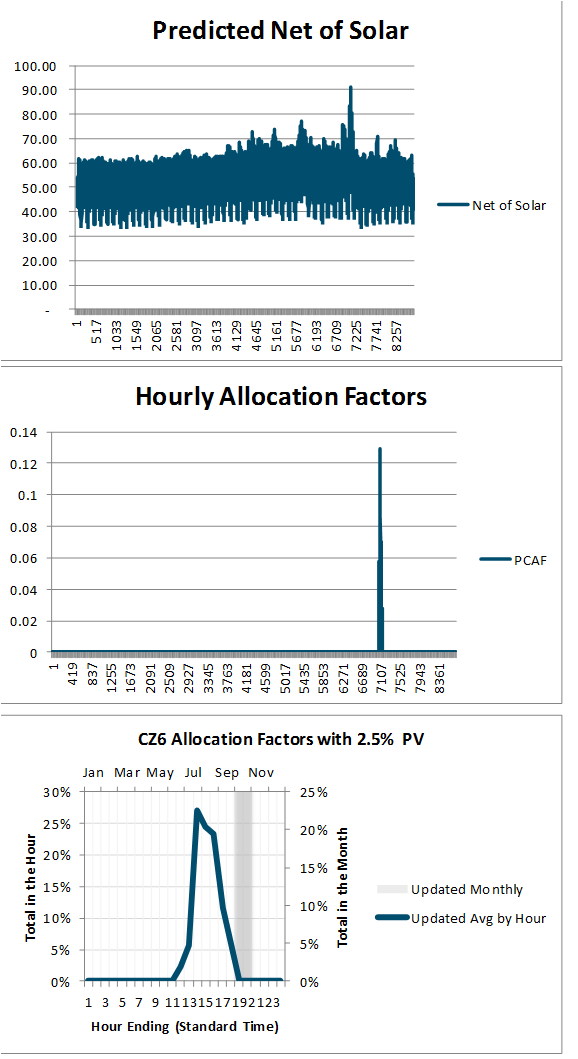 Predicted Net of Solar
100.00
90.00
80.00
70.00
60.00
50.00
40.00
30.00
20.00
10.00
-
Net of Solar
1 517 1033 1549 2065 2581 3097 3613 4129 4645 5161 5677 6193 6709 7225 7741 8257
Hourly Allocation Factors
0.14
0.12
0.1
0.08
0.06
0.04
0.02
0
PCAF
1 419 837 1255 1673 2091 2509 2927 3345 3763 4181 4599 5017 5435 5853 6271 6689 7107 7525 7943 8361
CZ6 Allocation Factors with 2.5% PV
Jan Mar May Jul Sep Nov
30%
25%
20%
15%
10%
5%
0%
Total in the Hour
25%
20%
15%
10%
5%
0%
Total in the Month
Updated Monthly
Updated Avg by Hour
1 3 5 7 9 11 13 15 17 19 21 23
Hour Ending (Standard Time)